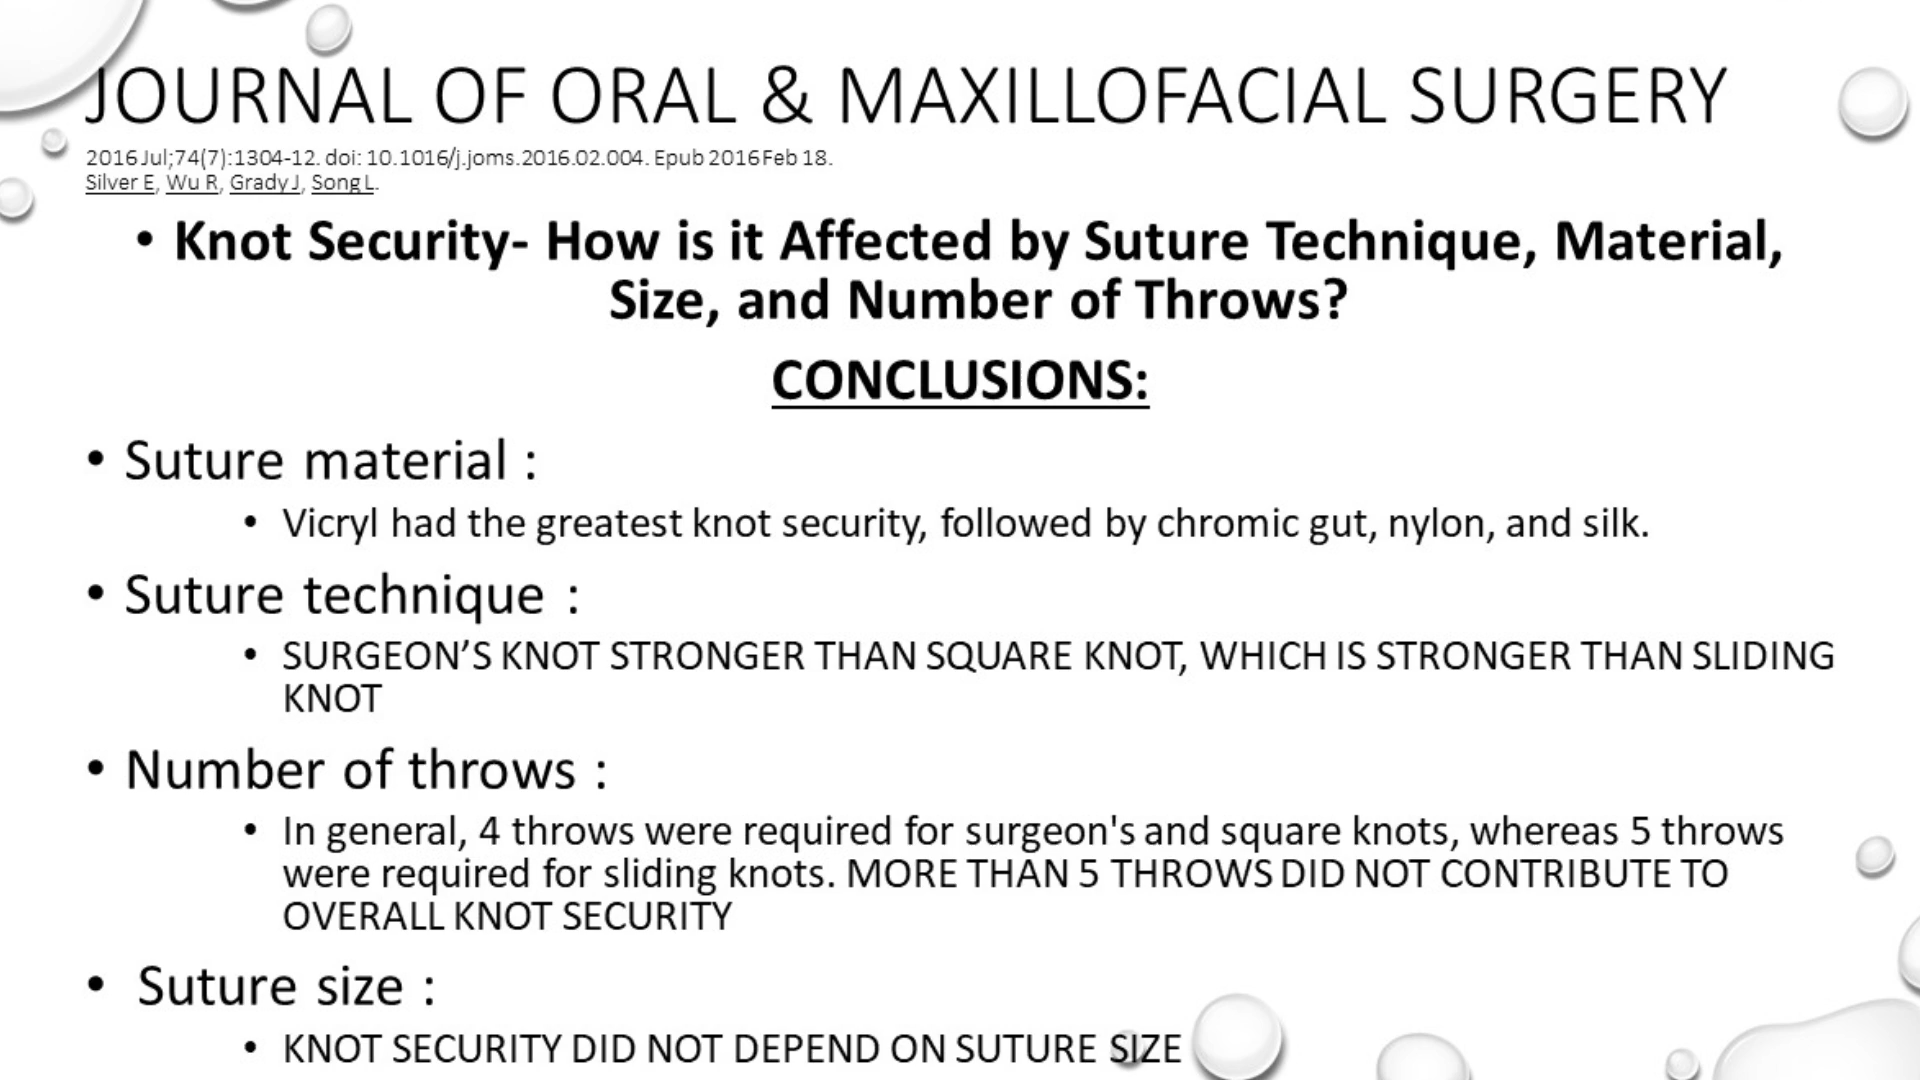 JOURNAL OF ORAL & MAXILLOFACIAL SURGERY
2016 Jul;74(7):1304-12. doi: 10.1016/j.joms.2016.02.004. Epub 2016 Feb 18.
Silver E, Wu R, Grady J, Song L.
• Knot Security- How is it Affected by Suture Technique, Material,
Size, and Number of Throws?
CONCLUSIONS:
• Suture material :
• Vicryl had the greatest knot security, followed by chromic gut, nylon, and silk.
• Suture technique :
• SURGEON’S KNOT STRONGER THAN SQUARE KNOT, WHICH IS STRONGER THAN SLIDING
KNOT
• Number of throws :
• In general, 4 throws were required for surgeon's and square knots, whereas 5 throws
were required for sliding knots. MORE THAN 5 THROWS DID NOT CONTRIBUTE TO
OVERALL KNOT SECURITY
• Suture size :
• KNOT SECURITY DID NOT DEPEND ON SUTURE SIZE